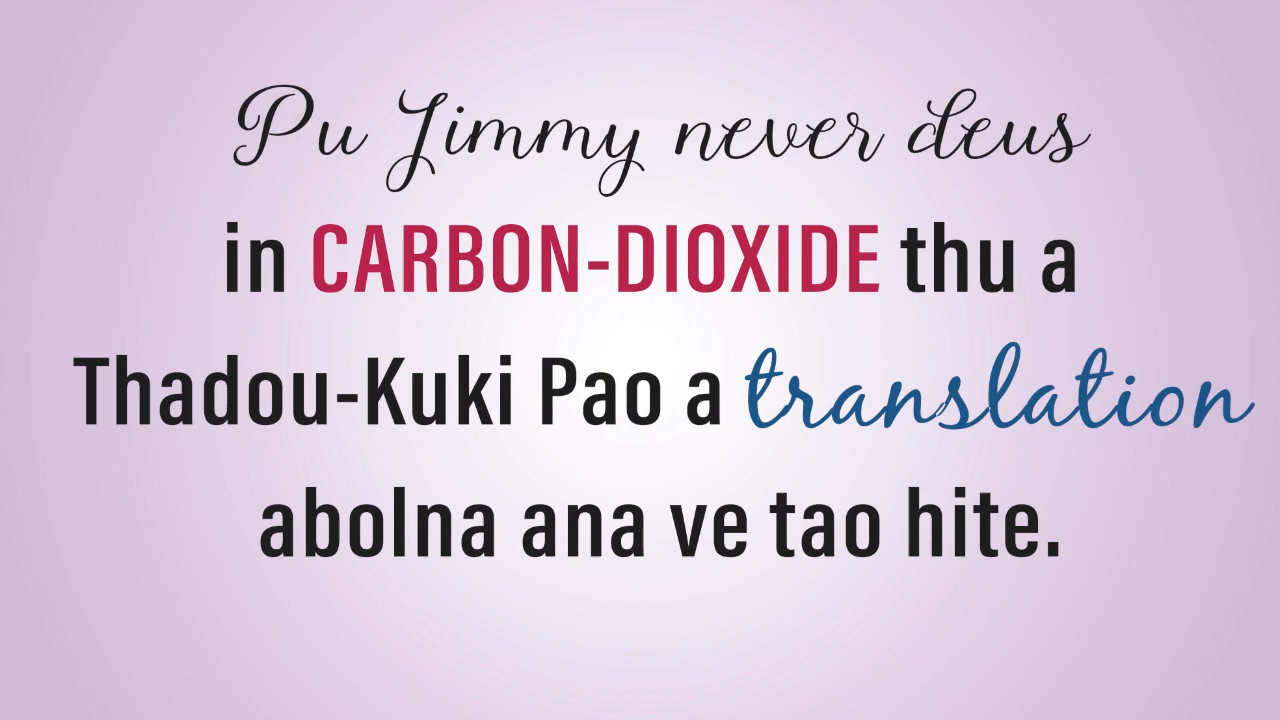 Pu Jimmy never deus
in CARBON-DIOXIDE thu a
Thadou-Kuki Pao a translation
abolna ana ve tao hite.